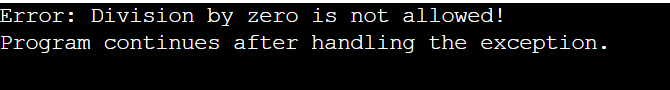 Error: Division by zero is not allowed!
Program continues after handling the exception.